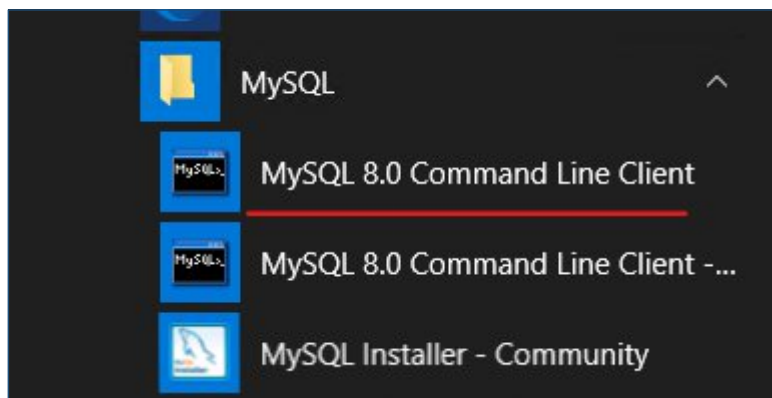 MySQL
MySQL 8.0 Command Line Client
MySQL 8.0 Command Line Client -...
MySQL Installer - Community